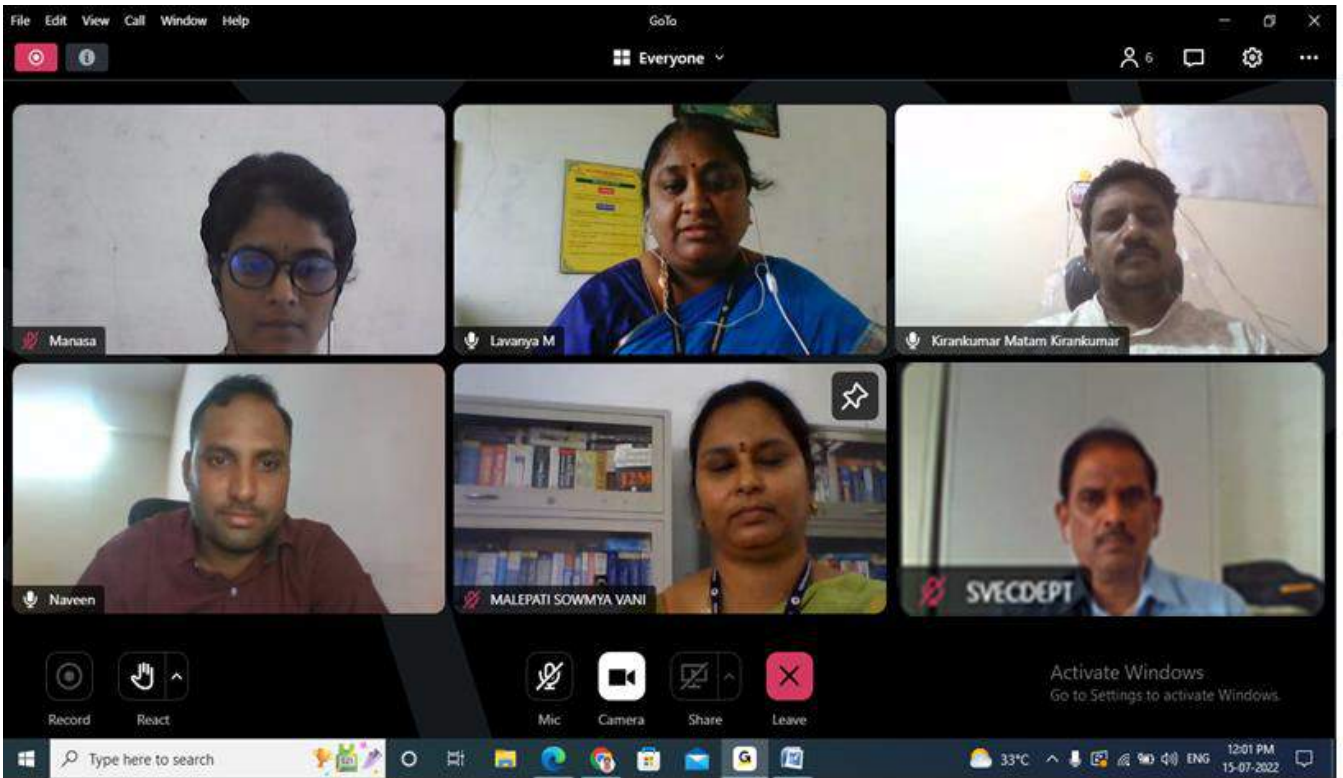 File Edit View Call Window Help
GoTo
Everyone
6
Manasa
Lavanya M
Kirankumar Matam Kirankumar
Naveen
MALEPATI SOWMYA VANI
SVECDEPT
Record
React
Mic
Camera
Share
Leave
Activate Windows
Go to Settings to activate Windows.
Type here to search
33°C
ENG
12:01 PM
15-07-2022